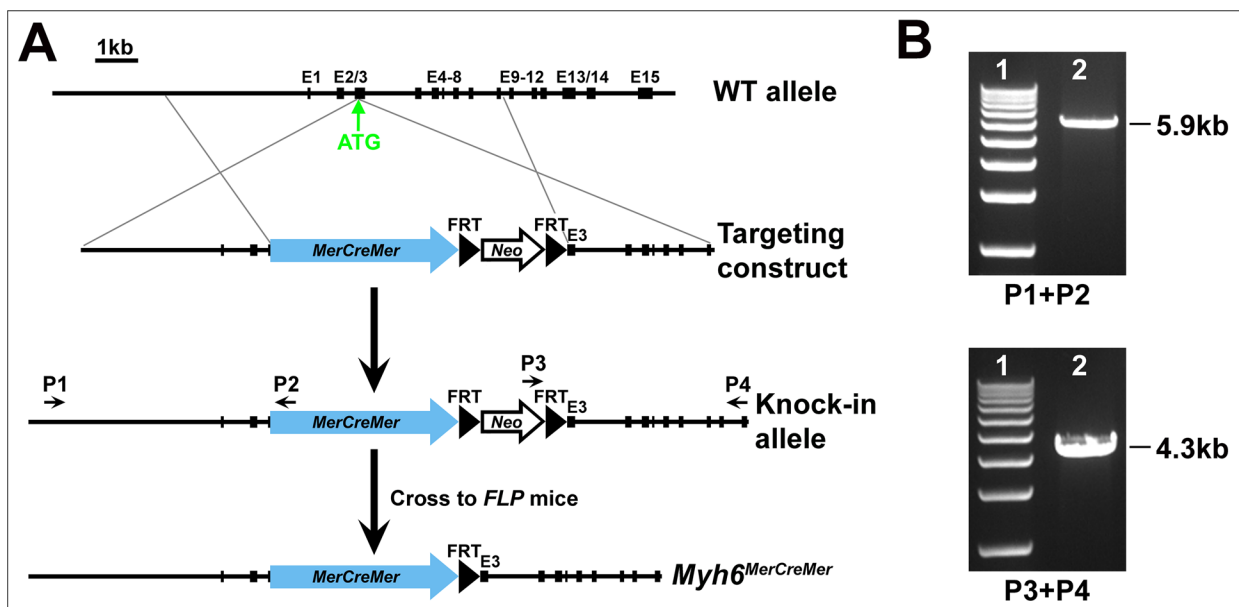 A
1kb
E1 E2/3 E4-8 E9-12 E13/14 E15
WT allele
ATG
FRT FRT E3
MerCreMer Neo
Targeting construct
P1 P2 P3 P4
FRT FRT E3
MerCreMer Neo
Knock-in allele
Cross to FLP mice
FRT E3
MerCreMer
Myh6MerCreMer
B
1 2
5.9kb
P1+P2
1 2
4.3kb
P3+P4